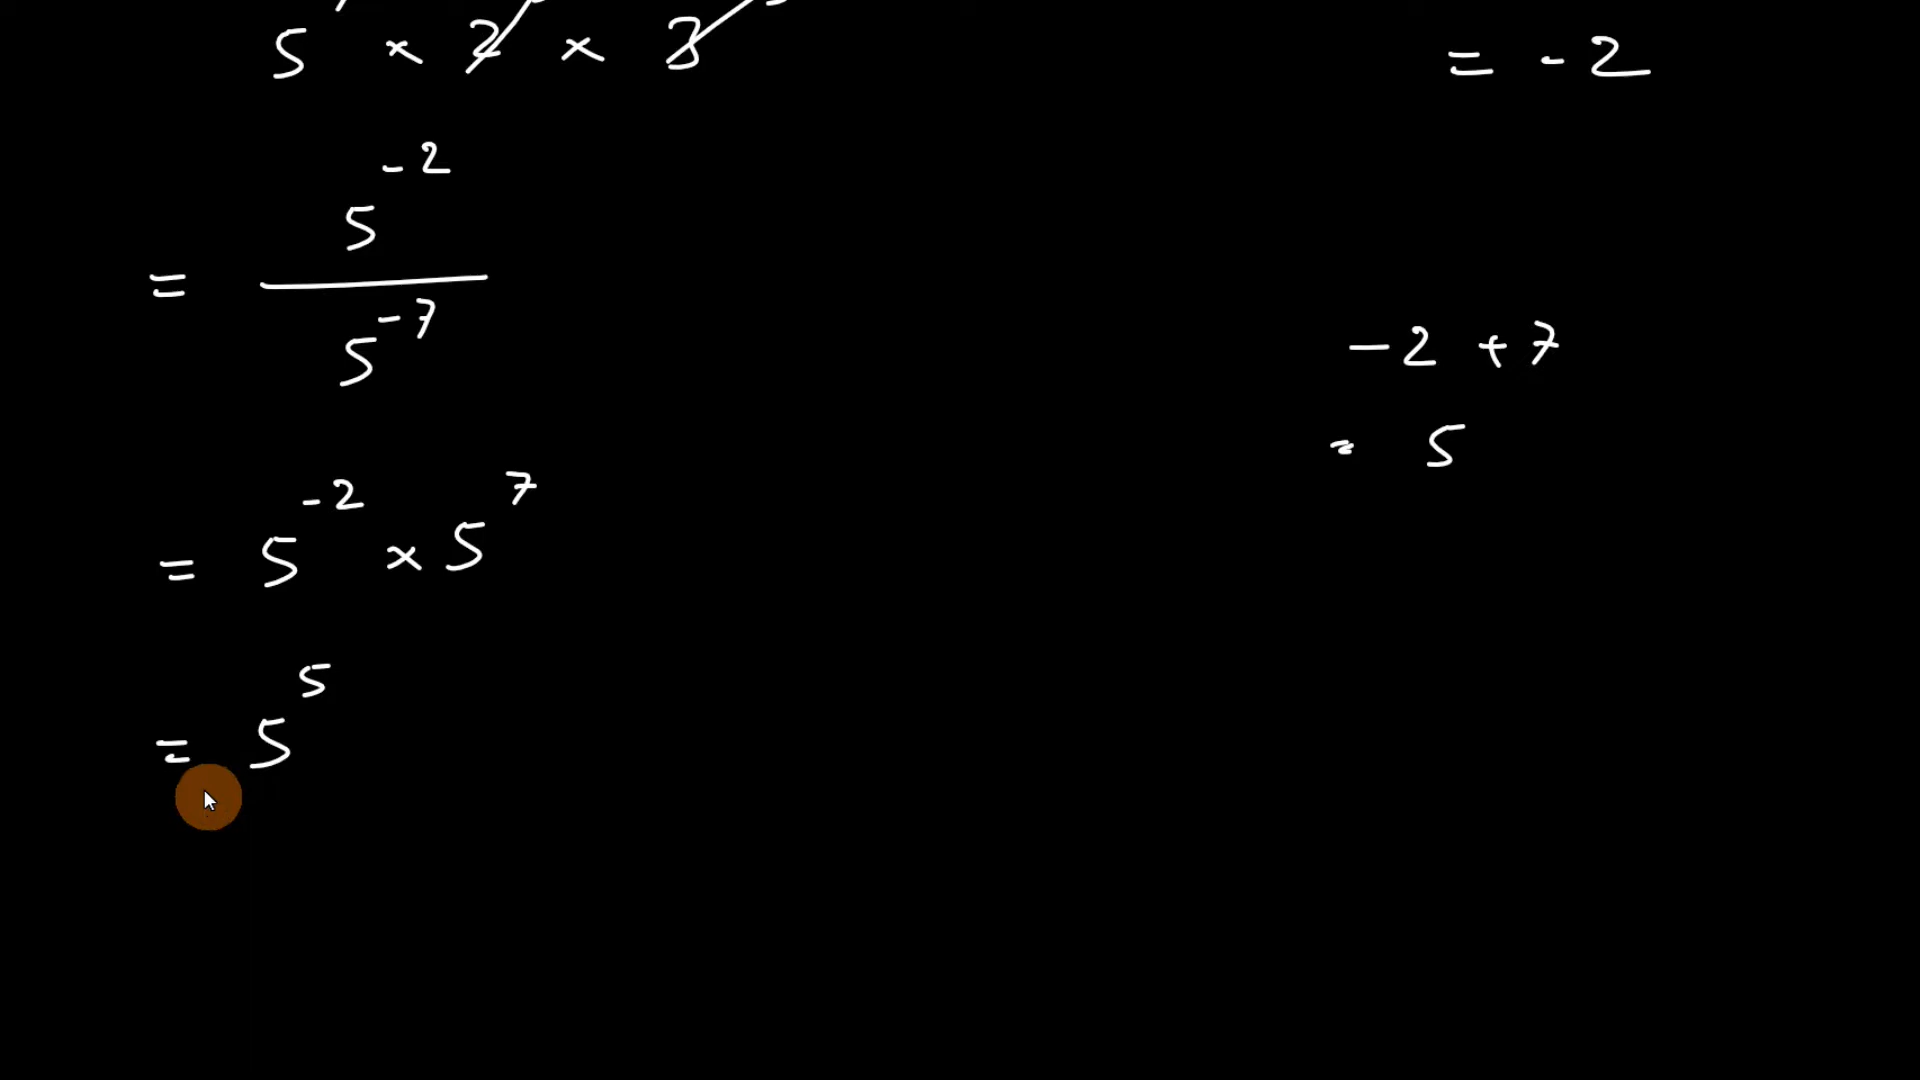 5 × 2 × 3
= -2
= 5^-2 / 5^-7
-2 + 7
= 5
= 5^-2 × 5^7
= 5^5